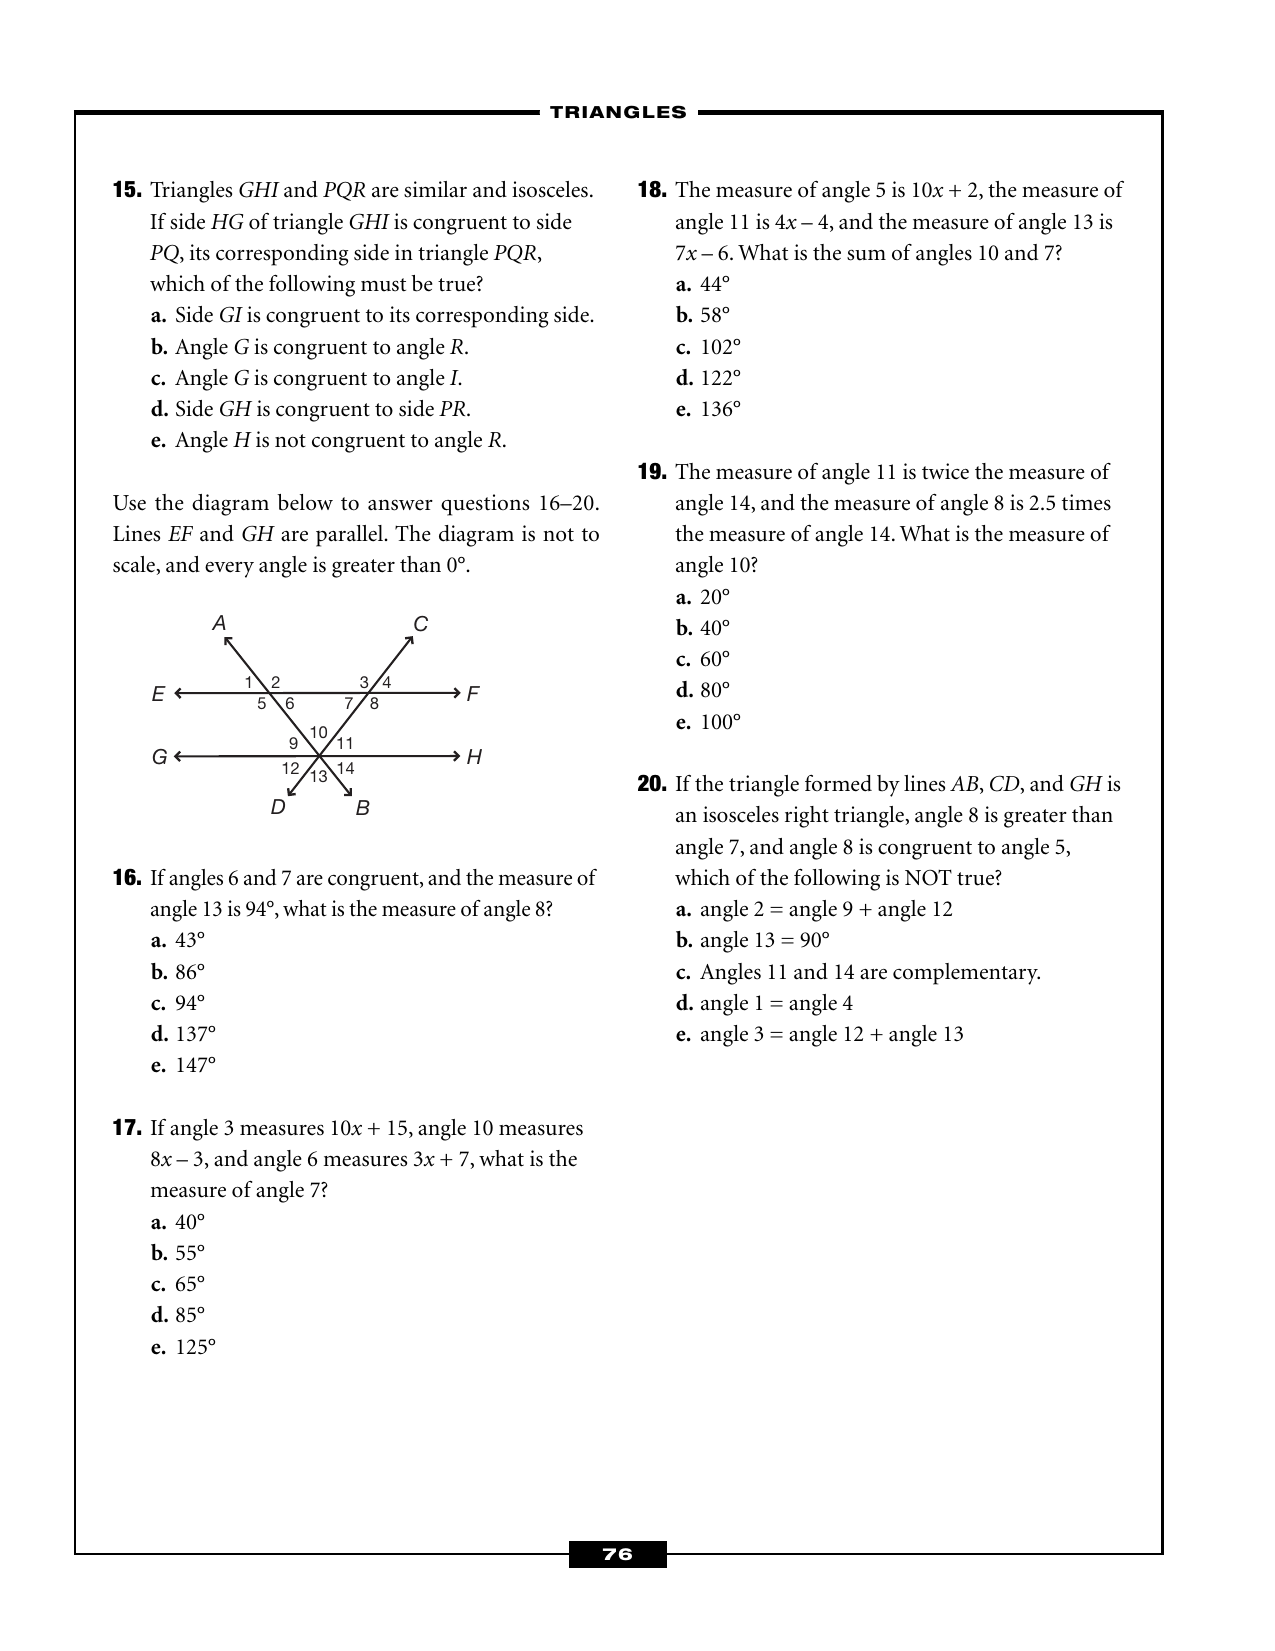 TRIANGLES
15. Triangles GHI and PQR are similar and isosceles.
If side HG of triangle GHI is congruent to side
PQ, its corresponding side in triangle PQR,
which of the following must be true?
a. Side GI is congruent to its corresponding side.
b. Angle G is congruent to angle R.
c. Angle G is congruent to angle I.
d. Side GH is congruent to side PR.
e. Angle H is not congruent to angle R.
Use the diagram below to answer questions 16–20.
Lines EF and GH are parallel. The diagram is not to
scale, and every angle is greater than 0°.
A C
1 2 3 4
E F
5 6 7 8
10
9 11
G H
12 13 14
D B
16. If angles 6 and 7 are congruent, and the measure of
angle 13 is 94°, what is the measure of angle 8?
a. 43°
b. 86°
c. 94°
d. 137°
e. 147°
17. If angle 3 measures 10x + 15, angle 10 measures
8x – 3, and angle 6 measures 3x + 7, what is the
measure of angle 7?
a. 40°
b. 55°
c. 65°
d. 85°
e. 125°
18. The measure of angle 5 is 10x + 2, the measure of
angle 11 is 4x – 4, and the measure of angle 13 is
7x – 6. What is the sum of angles 10 and 7?
a. 44°
b. 58°
c. 102°
d. 122°
e. 136°
19. The measure of angle 11 is twice the measure of
angle 14, and the measure of angle 8 is 2.5 times
the measure of angle 14. What is the measure of
angle 10?
a. 20°
b. 40°
c. 60°
d. 80°
e. 100°
20. If the triangle formed by lines AB, CD, and GH is
an isosceles right triangle, angle 8 is greater than
angle 7, and angle 8 is congruent to angle 5,
which of the following is NOT true?
a. angle 2 = angle 9 + angle 12
b. angle 13 = 90°
c. Angles 11 and 14 are complementary.
d. angle 1 = angle 4
e. angle 3 = angle 12 + angle 13
76